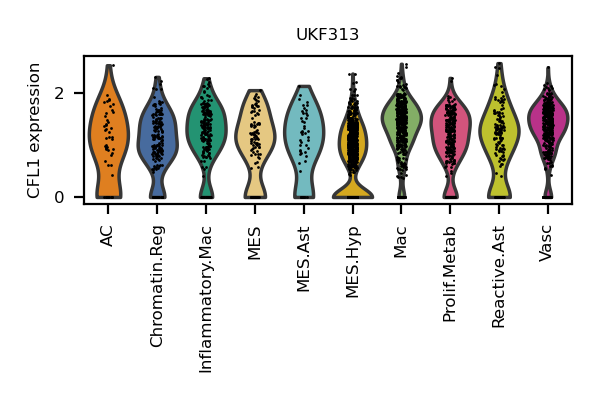 UKF313
CFL1 expression
2
0
AC
Chromatin.Reg
Inflammatory.Mac
MES
MES.Ast
MES.Hyp
Mac
Prolif.Metab
Reactive.Ast
Vasc